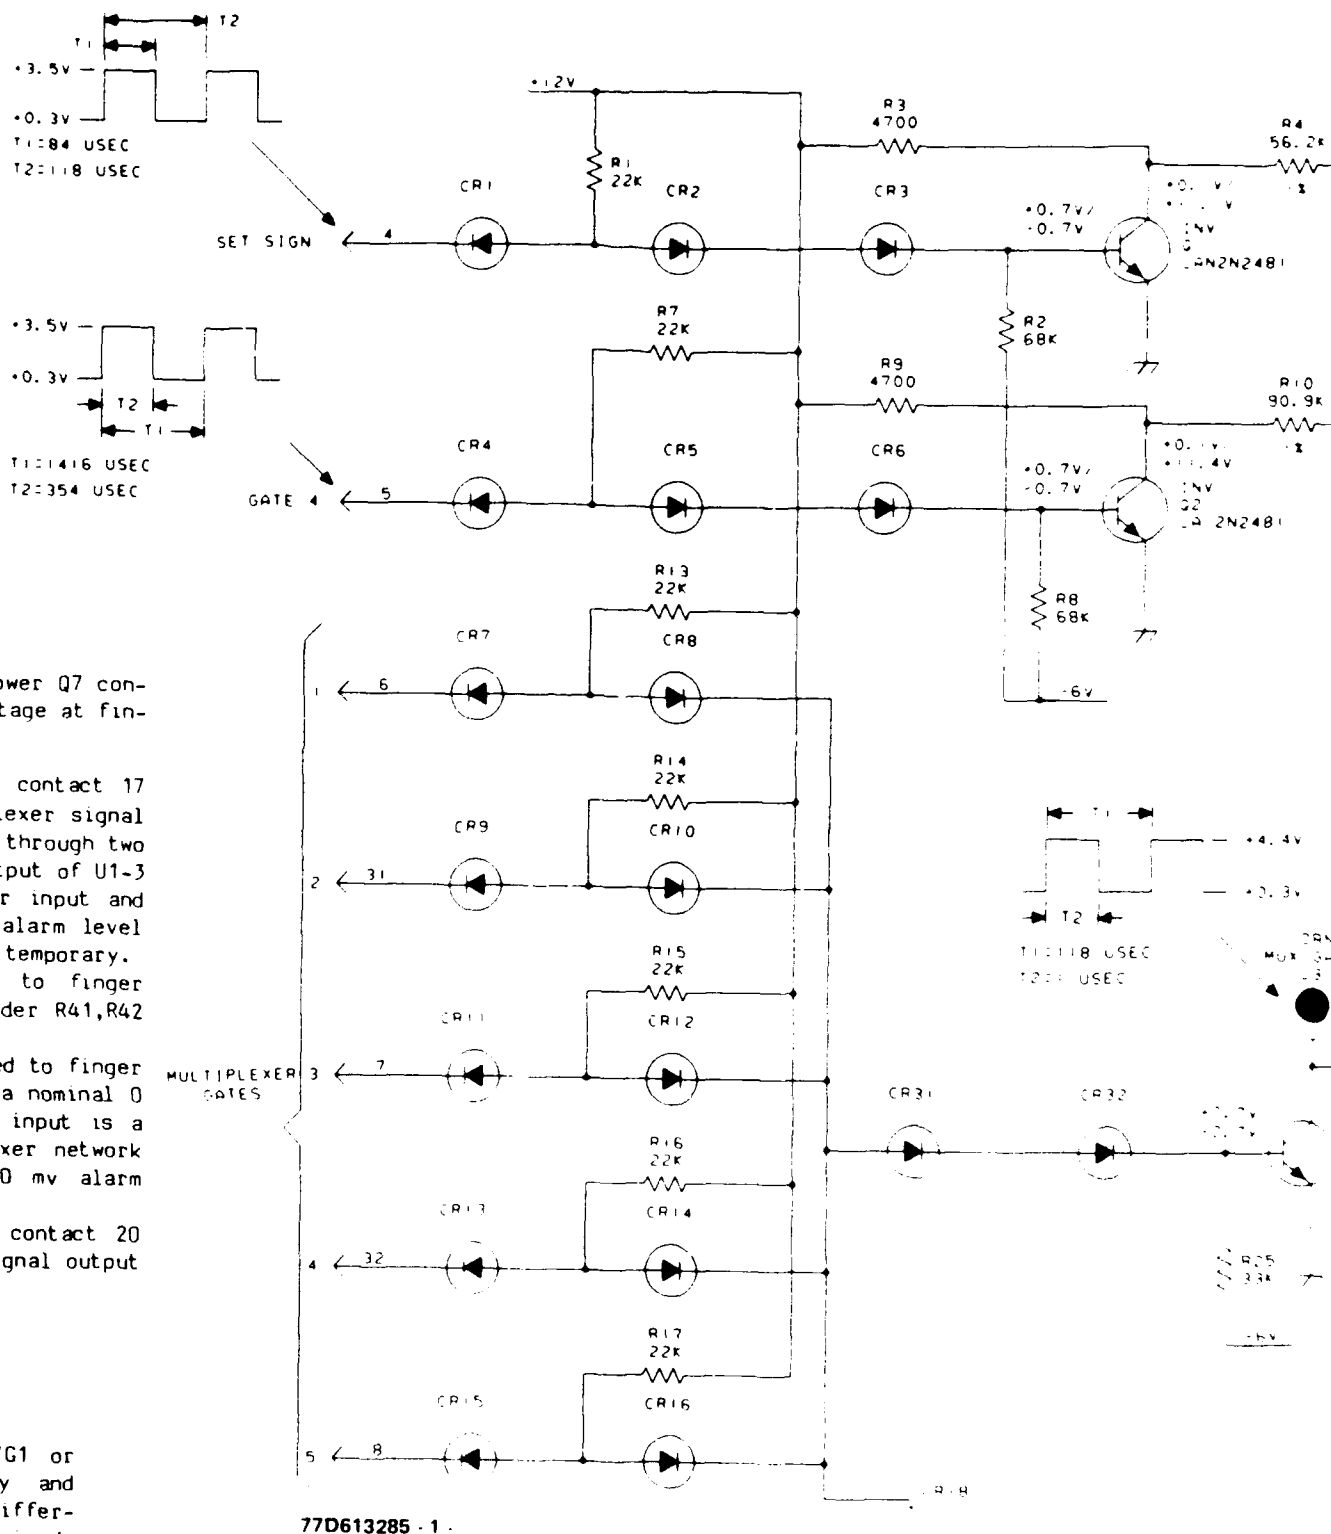 T2
T1
+3.5V
+0.3V
T1=84 USEC
T2=118 USEC
+12V
R1
22K
R3
4700
R4
56.2K
CR1
CR2
CR3
SET SIGN
4
+0.7V/
-0.7V
INV
R2
68K
+3.5V
+0.3V
T2
T1
T1=1416 USEC
T2=354 USEC
R7
22K
R9
4700
R10
90.9K
CR4
CR5
CR6
GATE 4
5
+0.7V/
-0.7V
INV
Q2
2N2481
R8
68K
-6V
R13
22K
CR7
CR8
1
6
R14
22K
CR9
CR10
2
31
R15
22K
CR11
CR12
MULTIPLEXER 3
GATES
7
R16
22K
CR13
CR14
4
32
R17
22K
CR15
CR16
5
8
T1
+4.4V
+0.3V
T2
T1=118 USEC
CR31
CR32
R25
33K
-6V
ower Q7 con-
tage at fin-
contact 17
lexer signal
through two
tput of U1-3
r input and
alarm level
temporary.
to finger
der R41,R42
ed to finger
a nominal 0
input is a
xer network
0 mv alarm
contact 20
gnal output
G1 or
y and
iffer-
77D613285 - 1 -